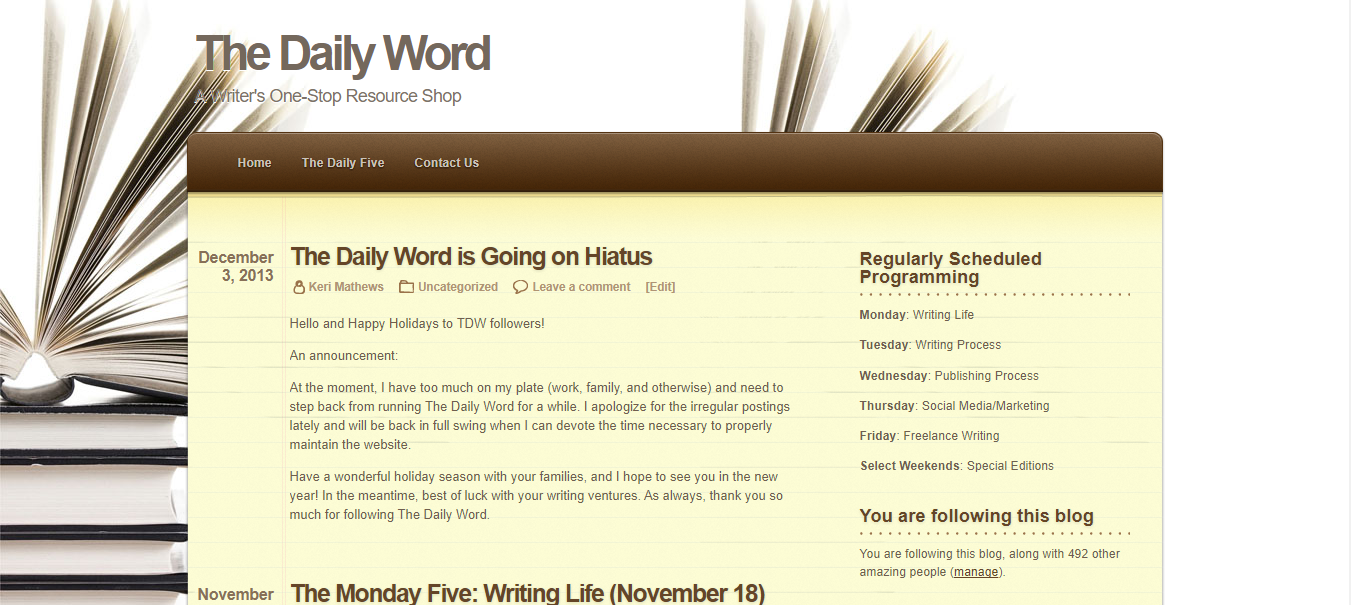 The Daily Word
A Writer's One-Stop Resource Shop
Home The Daily Five Contact Us
December
3, 2013
The Daily Word is Going on Hiatus
Keri Mathews Uncategorized Leave a comment [Edit]
Hello and Happy Holidays to TDW followers!
An announcement:
At the moment, I have too much on my plate (work, family, and otherwise) and need to
step back from running The Daily Word for a while. I apologize for the irregular postings
lately and will be back in full swing when I can devote the time necessary to properly
maintain the website.
Have a wonderful holiday season with your families, and I hope to see you in the new
year! In the meantime, best of luck with your writing ventures. As always, thank you so
much for following The Daily Word.
November
The Monday Five: Writing Life (November 18)
Regularly Scheduled
Programming
Monday: Writing Life
Tuesday: Writing Process
Wednesday: Publishing Process
Thursday: Social Media/Marketing
Friday: Freelance Writing
Select Weekends: Special Editions
You are following this blog
You are following this blog, along with 492 other
amazing people (manage).